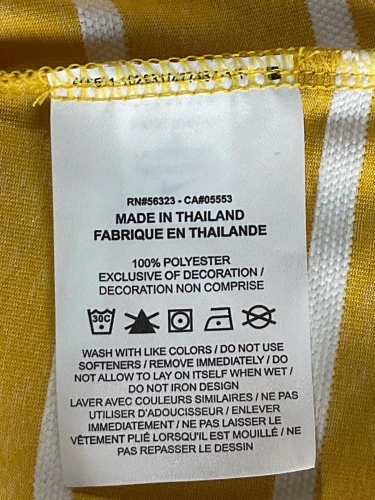 RN#56323 - CA#05553
MADE IN THAILAND
FABRIQUE EN THAILANDE
100% POLYESTER
EXCLUSIVE OF DECORATION /
DECORATION NON COMPRISE
30C
WASH WITH LIKE COLORS / DO NOT USE
SOFTENERS / REMOVE IMMEDIATELY / DO
NOT ALLOW TO LAY ON ITSELF WHEN WET /
DO NOT IRON DESIGN
LAVER AVEC COULEURS SIMILAIRES / NE PAS
UTILISER D'ADOUCISSEUR / ENLEVER
IMMEDIATEMENT / NE PAS LAISSER LE
VÊTEMENT PLIÉ LORSQU'IL EST MOUILLÉ / NE
PAS REPASSER LE DESSIN